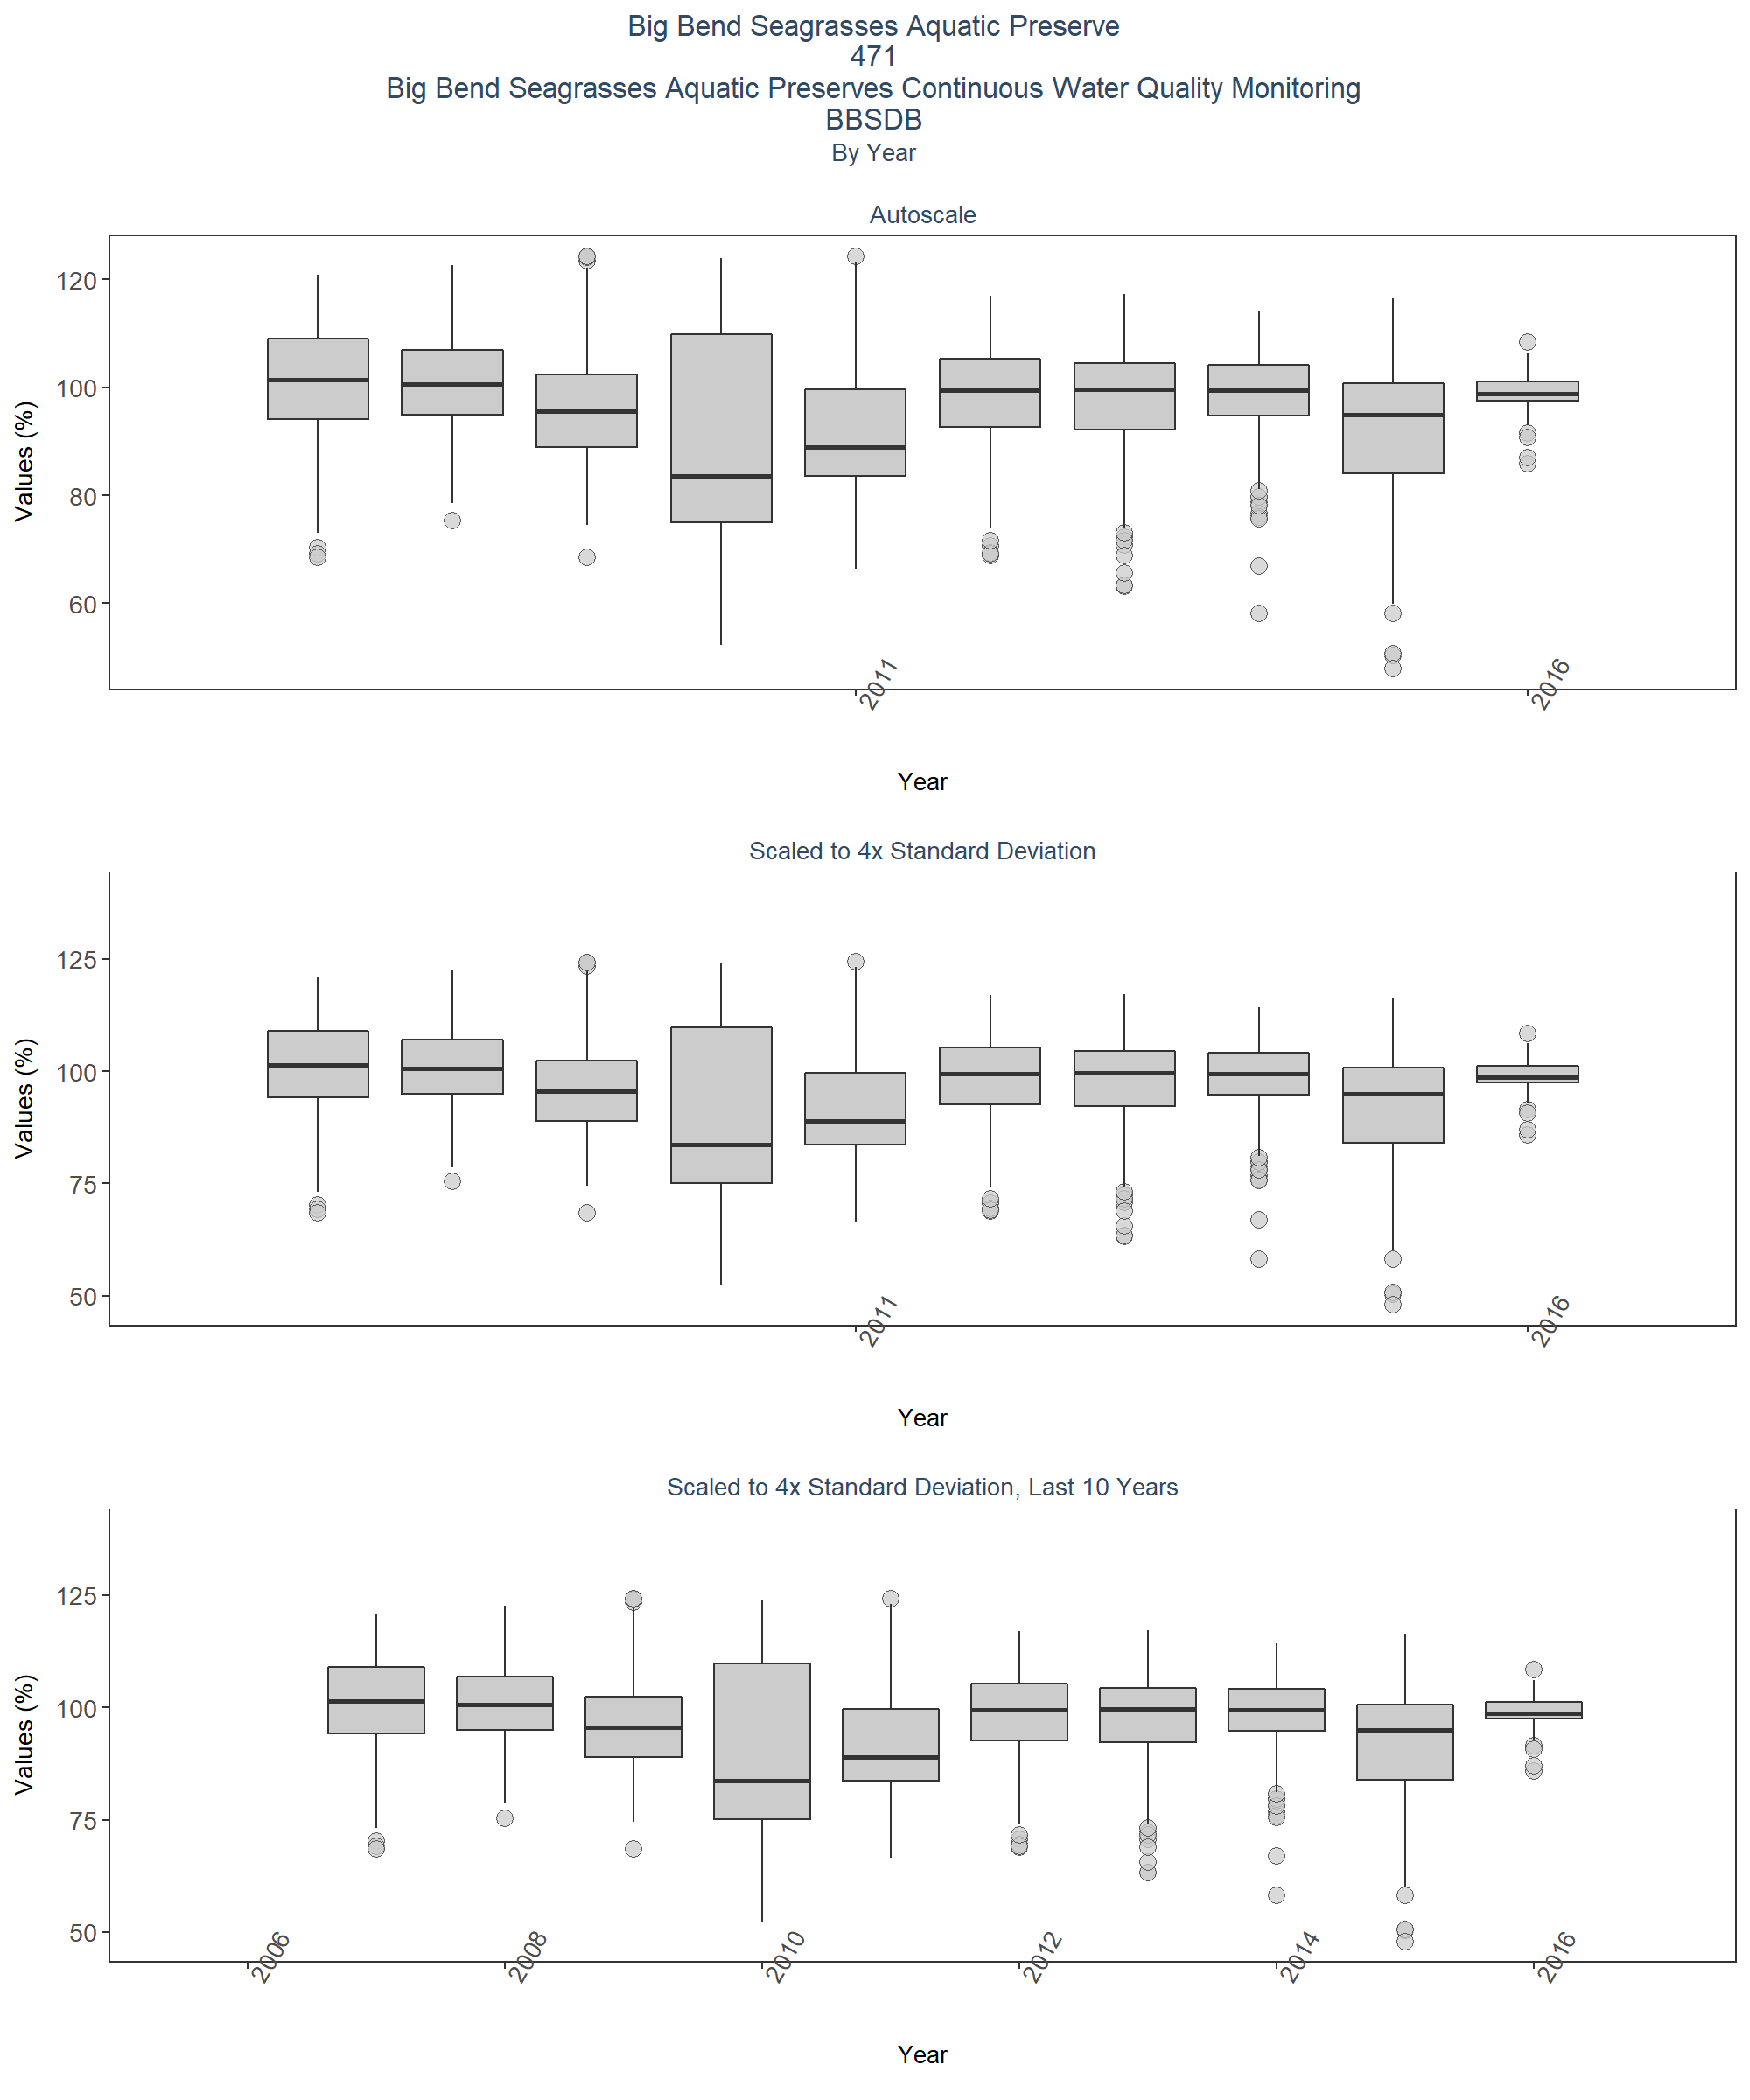 Big Bend Seagrasses Aquatic Preserve
471
Big Bend Seagrasses Aquatic Preserves Continuous Water Quality Monitoring
BBSDB
By Year
Autoscale
120
100
80
60
Values (%)
2011
2016
Year
Scaled to 4x Standard Deviation
125
100
75
50
Values (%)
2011
2016
Year
Scaled to 4x Standard Deviation, Last 10 Years
125
100
75
50
Values (%)
2006
2008
2010
2012
2014
2016
Year